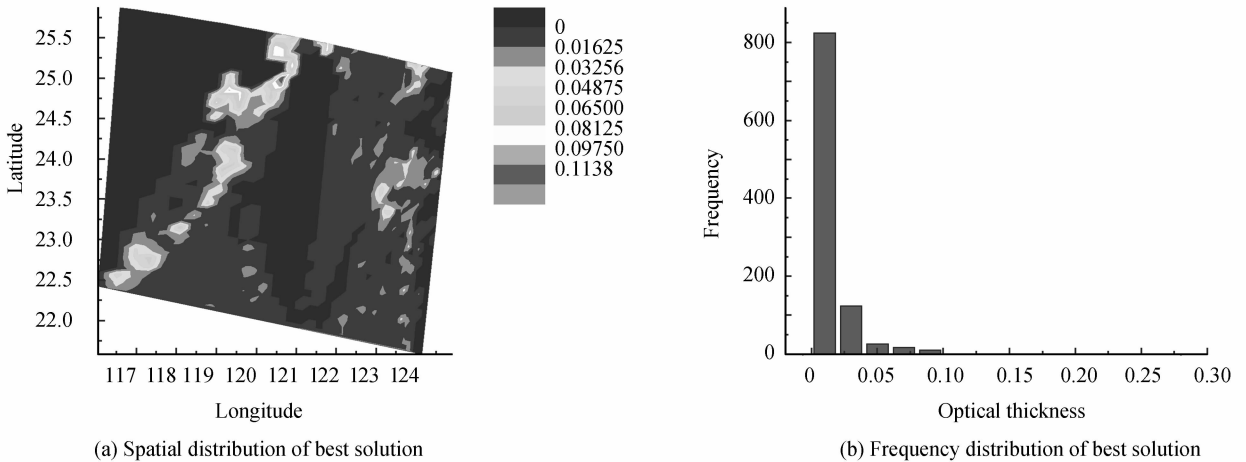 25.5
25.0
24.5
24.0
23.5
23.0
22.5
22.0
Latitude
117 118 119 120 121 122 123 124
Longitude
0
0.01625
0.03256
0.04875
0.06500
0.08125
0.09750
0.1138
(a) Spatial distribution of best solution
800
600
400
200
0
Frequency
0 0.05 0.10 0.15 0.20 0.25 0.30
Optical thickness
(b) Frequency distribution of best solution